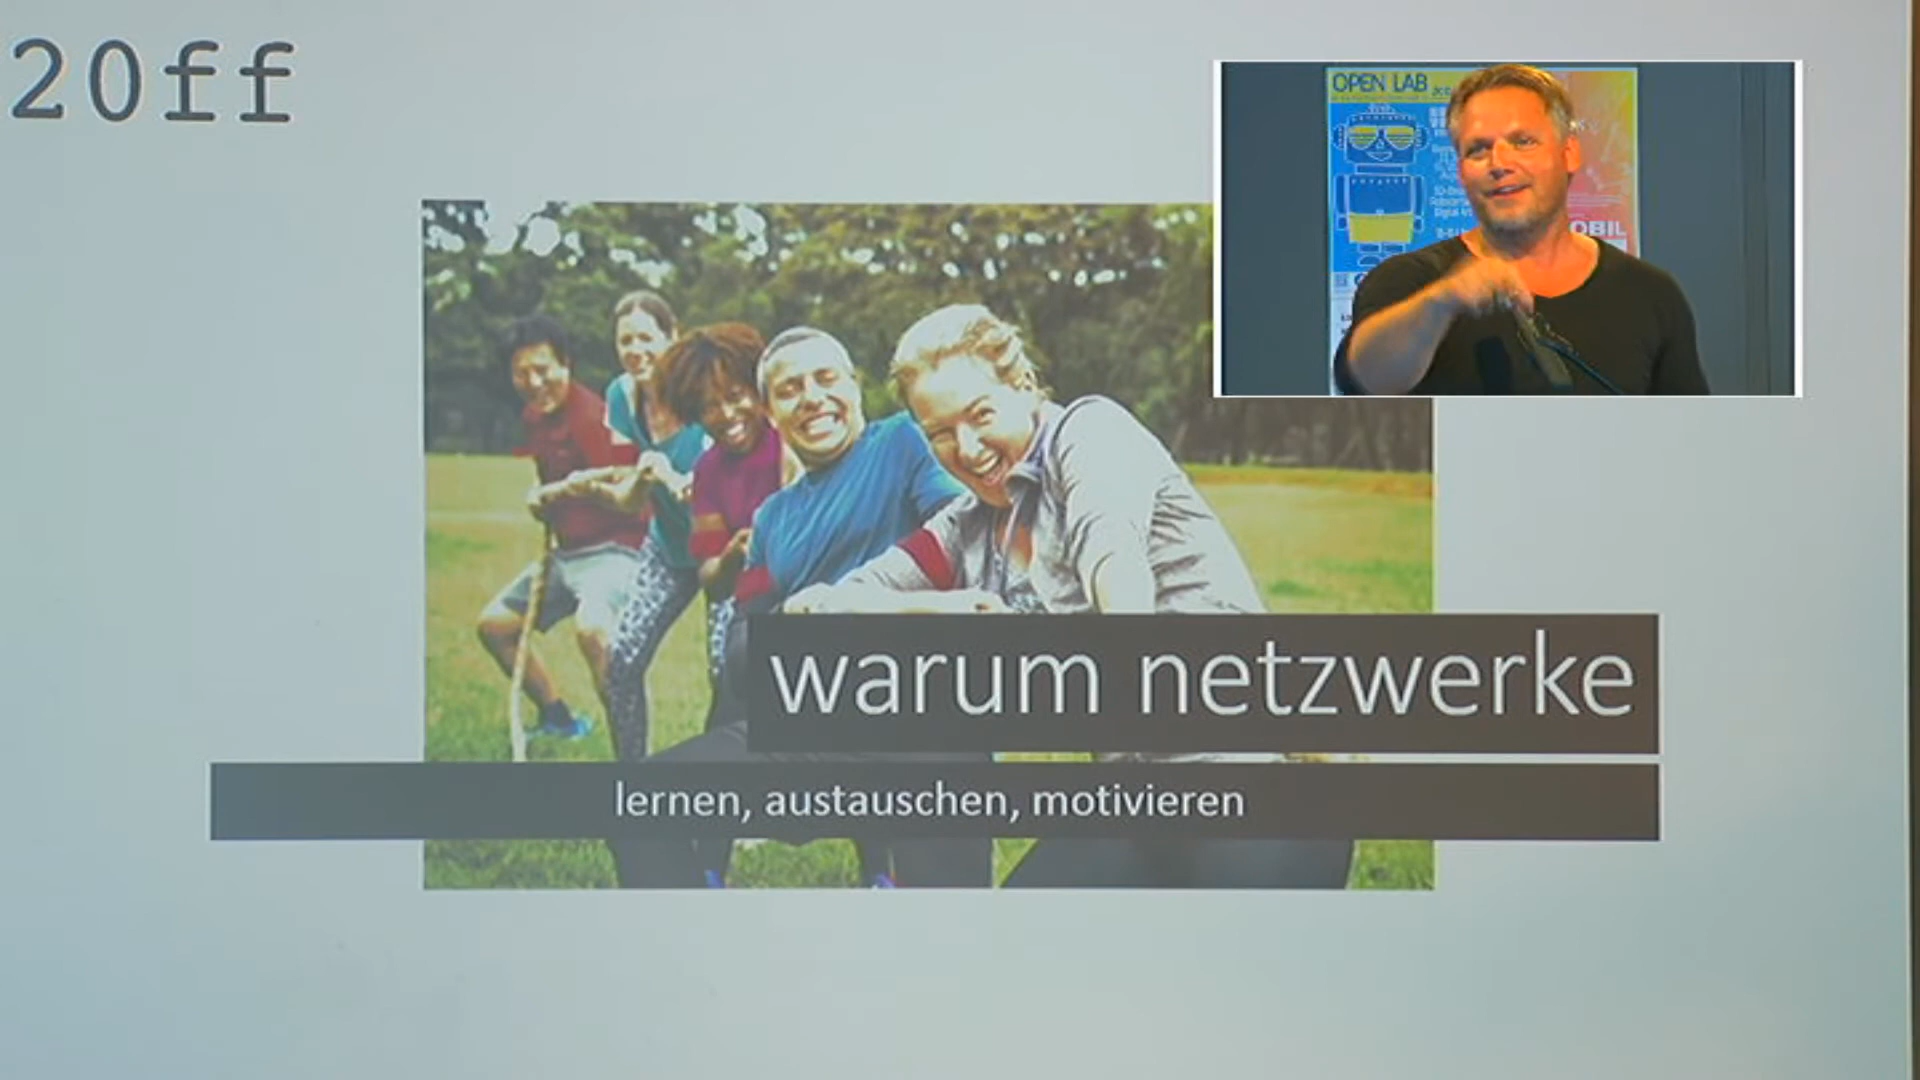 20ff
OPEN LAB
OBIL
warum netzwerke
lernen, austauschen, motivieren